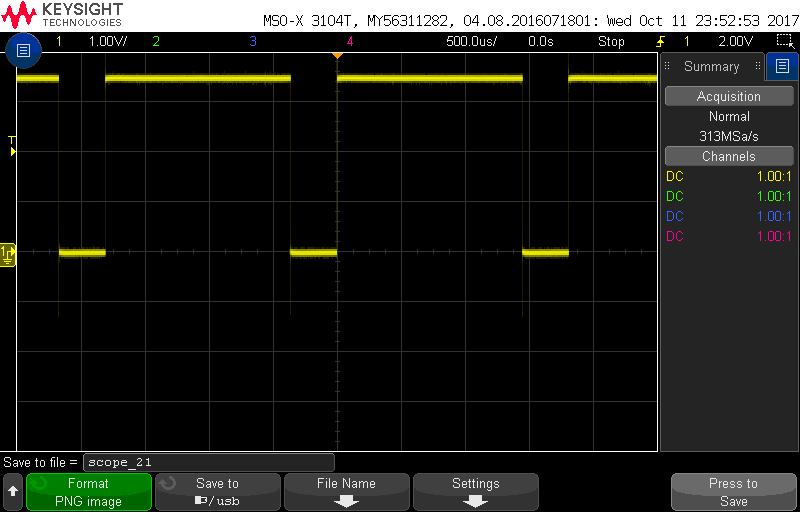 KEYSIGHT
TECHNOLOGIES
MSO-X 3104T, MY56311282, 04.08.2016071801: Wed Oct 11 23:52:53 2017
1 1.00V/ 2 3 4 500.0us/ 0.0s Stop 1 2.00V
T
1
Summary
Acquisition
Normal
313MSa/s
Channels
DC 1.00:1
DC 1.00:1
DC 1.00:1
DC 1.00:1
Save to file = scope_21
Format
PNG image
Save to
/usb
File Name
Settings
Press to
Save